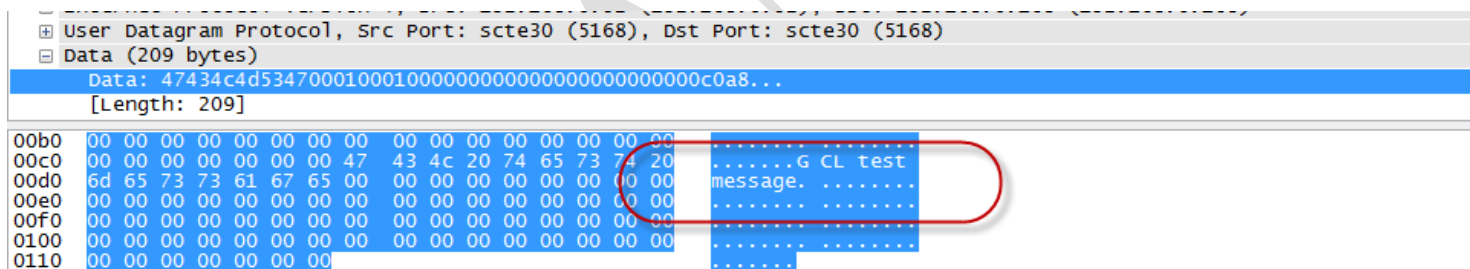 User Datagram Protocol, Src Port: scte30 (5168), Dst Port: scte30 (5168)
Data (209 bytes)
Data: 47434c4d53470001000100000000000000000000000c0a8...
[Length: 209]
00b0 00 00 00 00 00 00 00 00 00 00 00 00 00 00 00 00 ........ ........
00c0 00 00 00 00 00 00 00 47 43 4c 20 74 65 73 74 20 .......G CL test
00d0 6d 65 73 73 61 67 65 00 00 00 00 00 00 00 00 00 message. ........
00e0 00 00 00 00 00 00 00 00 00 00 00 00 00 00 00 00 ........ ........
00f0 00 00 00 00 00 00 00 00 00 00 00 00 00 00 00 00 ........ ........
0100 00 00 00 00 00 00 00 00 00 00 00 00 00 00 00 00 ........ ........
0110 00 00 00 00 00 00 00 .......